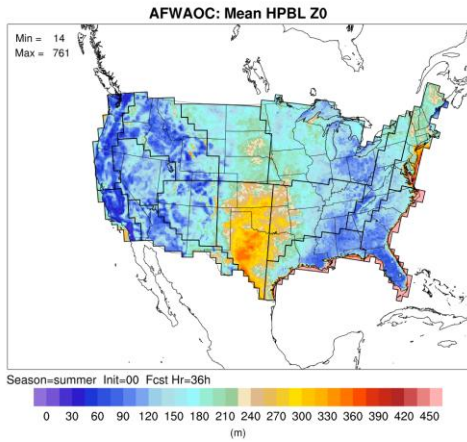 AFWAOC: Mean HPBL Z0
Min = 14
Max = 761
Season=summer Init=00 Fcst Hr=36h
0 30 60 90 120 150 180 210 240 270 300 330 360 390 420 450
(m)